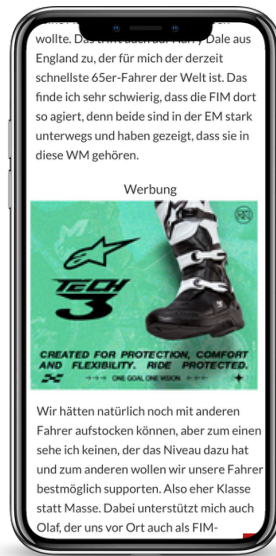 wollte. Das
Dale aus
England zu, der für mich der derzeit
schnellste 65er-Fahrer der Welt ist. Das
finde ich sehr schwierig, dass die FIM dort
so agiert, denn beide sind in der EM stark
unterwegs und haben gezeigt, dass sie in
diese WM gehören.
Werbung
TECH
3
CREATED FOR PROTECTION, COMFORT
AND FLEXIBILITY. RIDE PROTECTED.
ONE GOAL ONE VISION
Wir hätten natürlich noch mit anderen
Fahrer aufstocken können, aber zum einen
sehe ich keinen, der das Niveau dazu hat
und zum anderen wollen wir unsere Fahrer
bestmöglich supporten. Also eher Klasse
statt Masse. Dabei unterstützt mich auch
Olaf, der uns vor Ort auch als FIM-